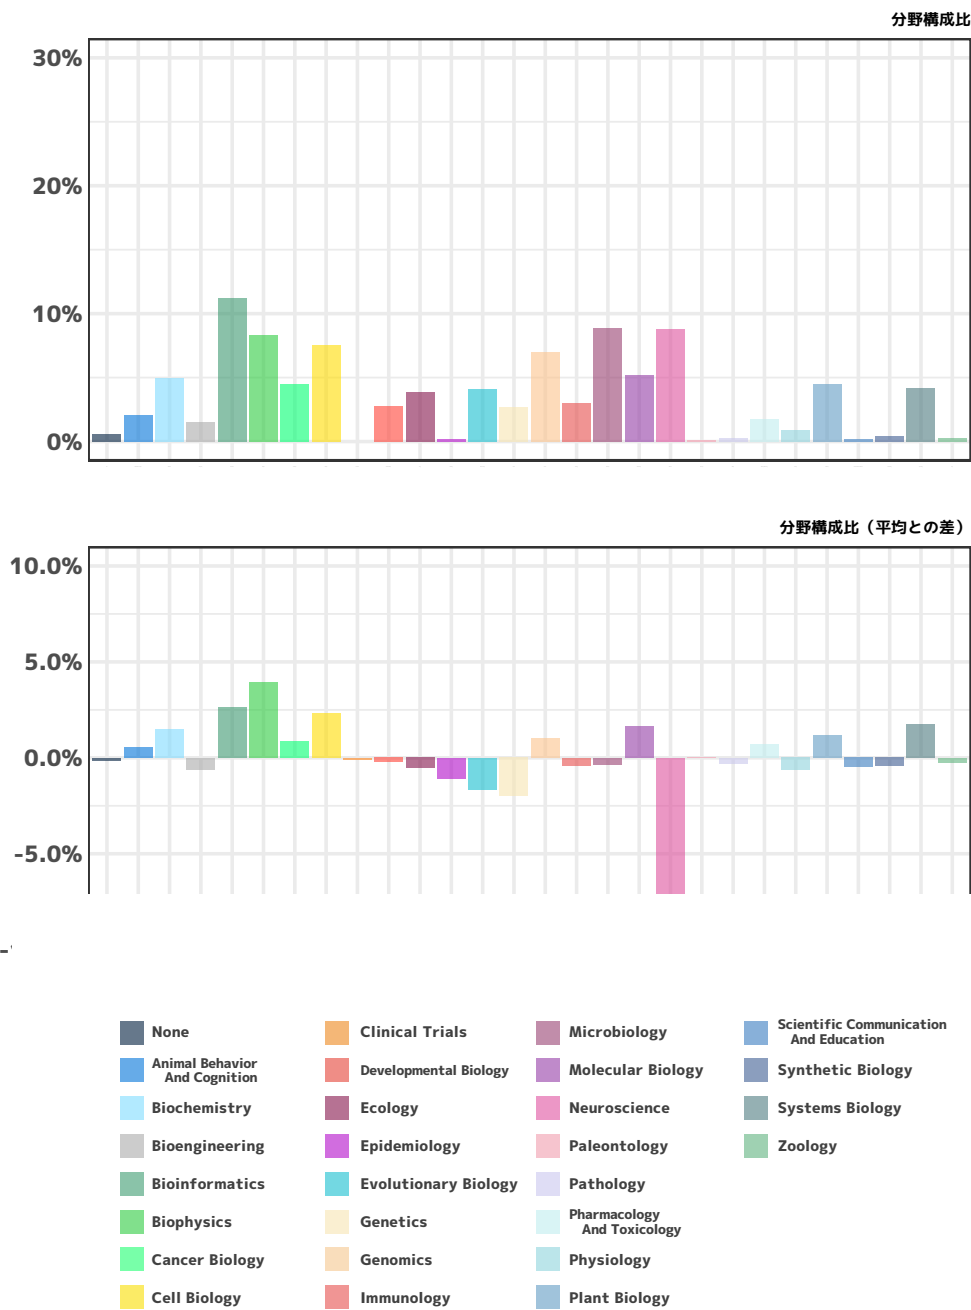 分野構成比
30%
20%
10%
0%
分野構成比（平均との差）
10.0%
5.0%
0.0%
-5.0%
None
Animal Behavior
And Cognition
Biochemistry
Bioengineering
Bioinformatics
Biophysics
Cancer Biology
Cell Biology
Clinical Trials
Developmental Biology
Ecology
Epidemiology
Evolutionary Biology
Genetics
Genomics
Immunology
Microbiology
Molecular Biology
Neuroscience
Paleontology
Pathology
Pharmacology
And Toxicology
Physiology
Plant Biology
Scientific Communication
And Education
Synthetic Biology
Systems Biology
Zoology